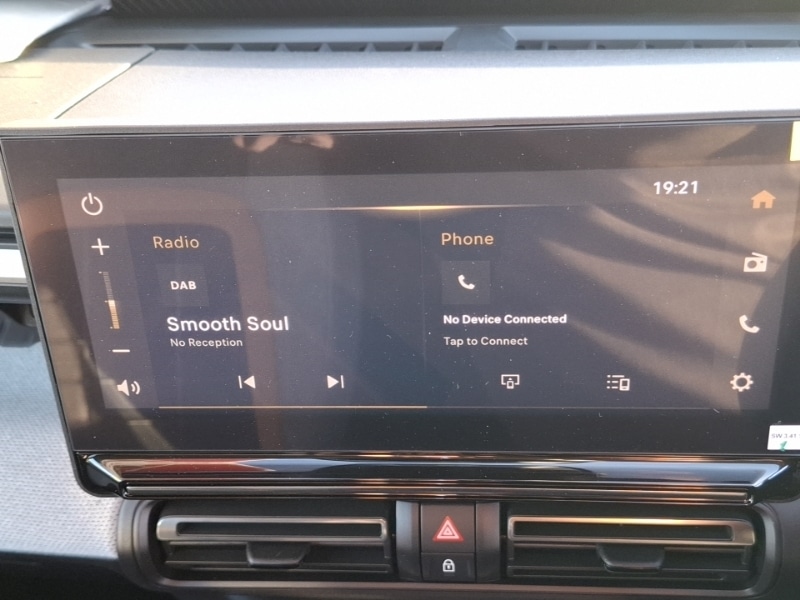 19:21
Radio
DAB
Smooth Soul
No Reception
Phone
No Device Connected
Tap to Connect